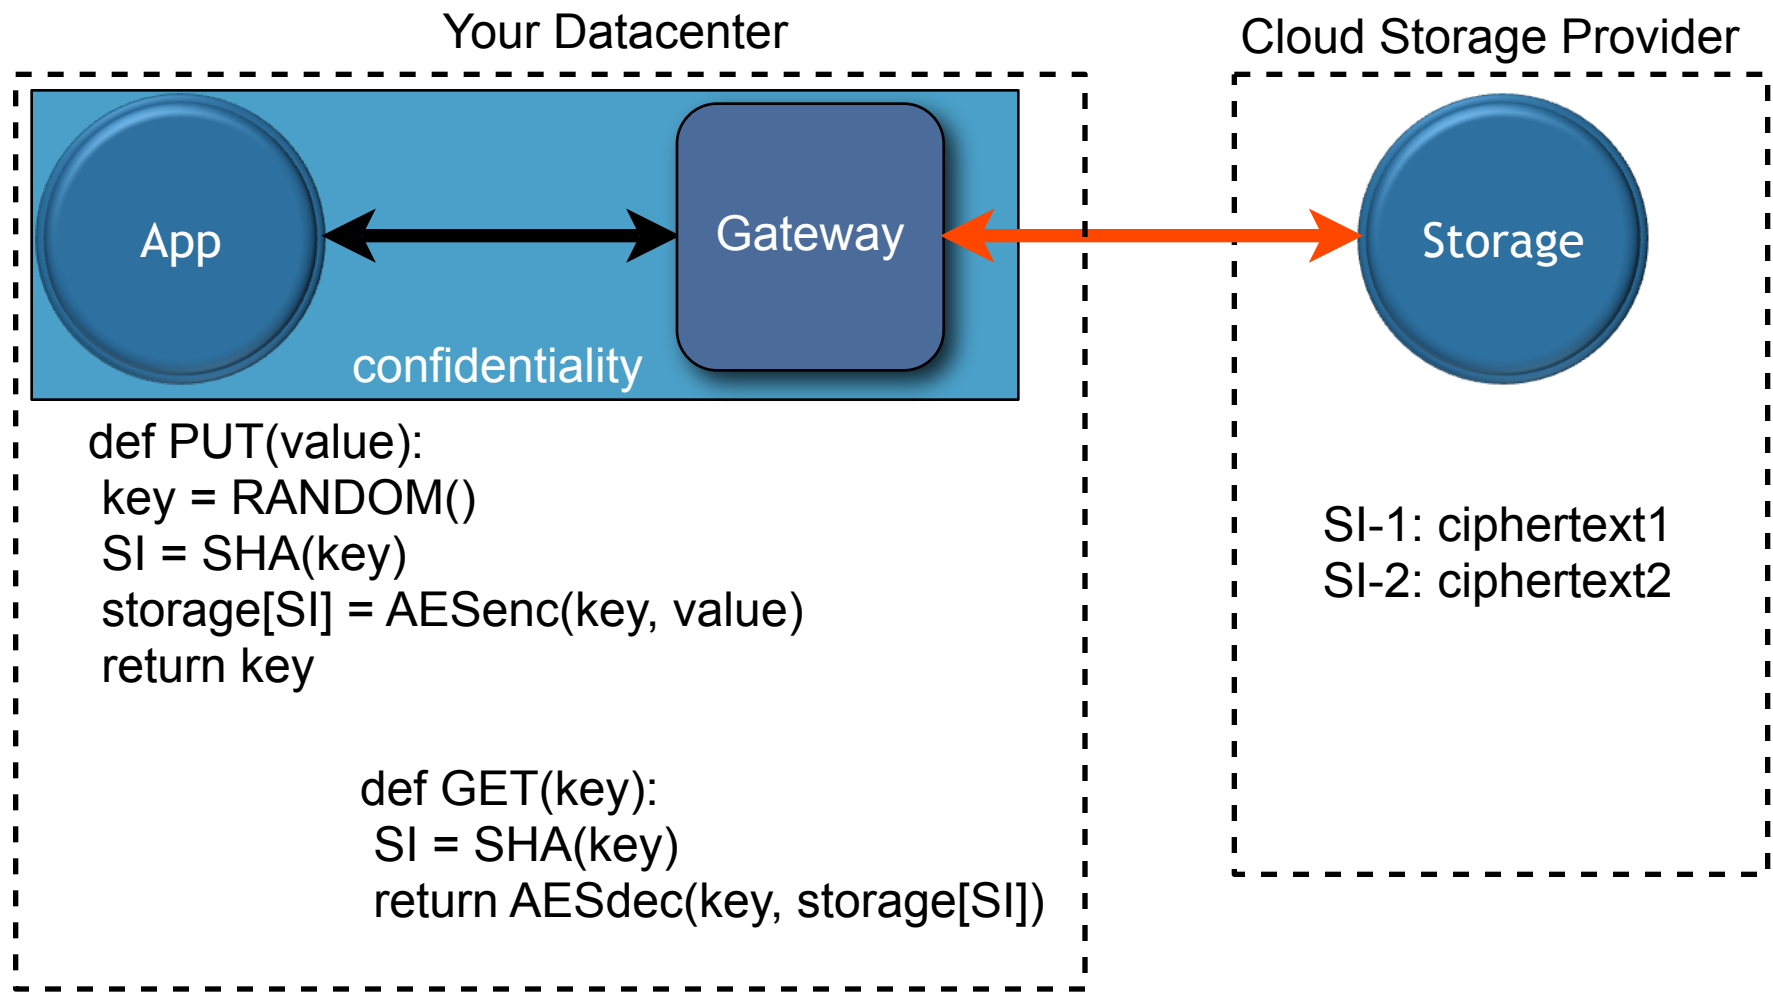 Your Datacenter
Cloud Storage Provider
App
Gateway
Storage
confidentiality
def PUT(value):
key = RANDOM()
SI = SHA(key)
storage[SI] = AESenc(key, value)
return key
SI-1: ciphertext1
SI-2: ciphertext2
def GET(key):
SI = SHA(key)
return AESdec(key, storage[SI])